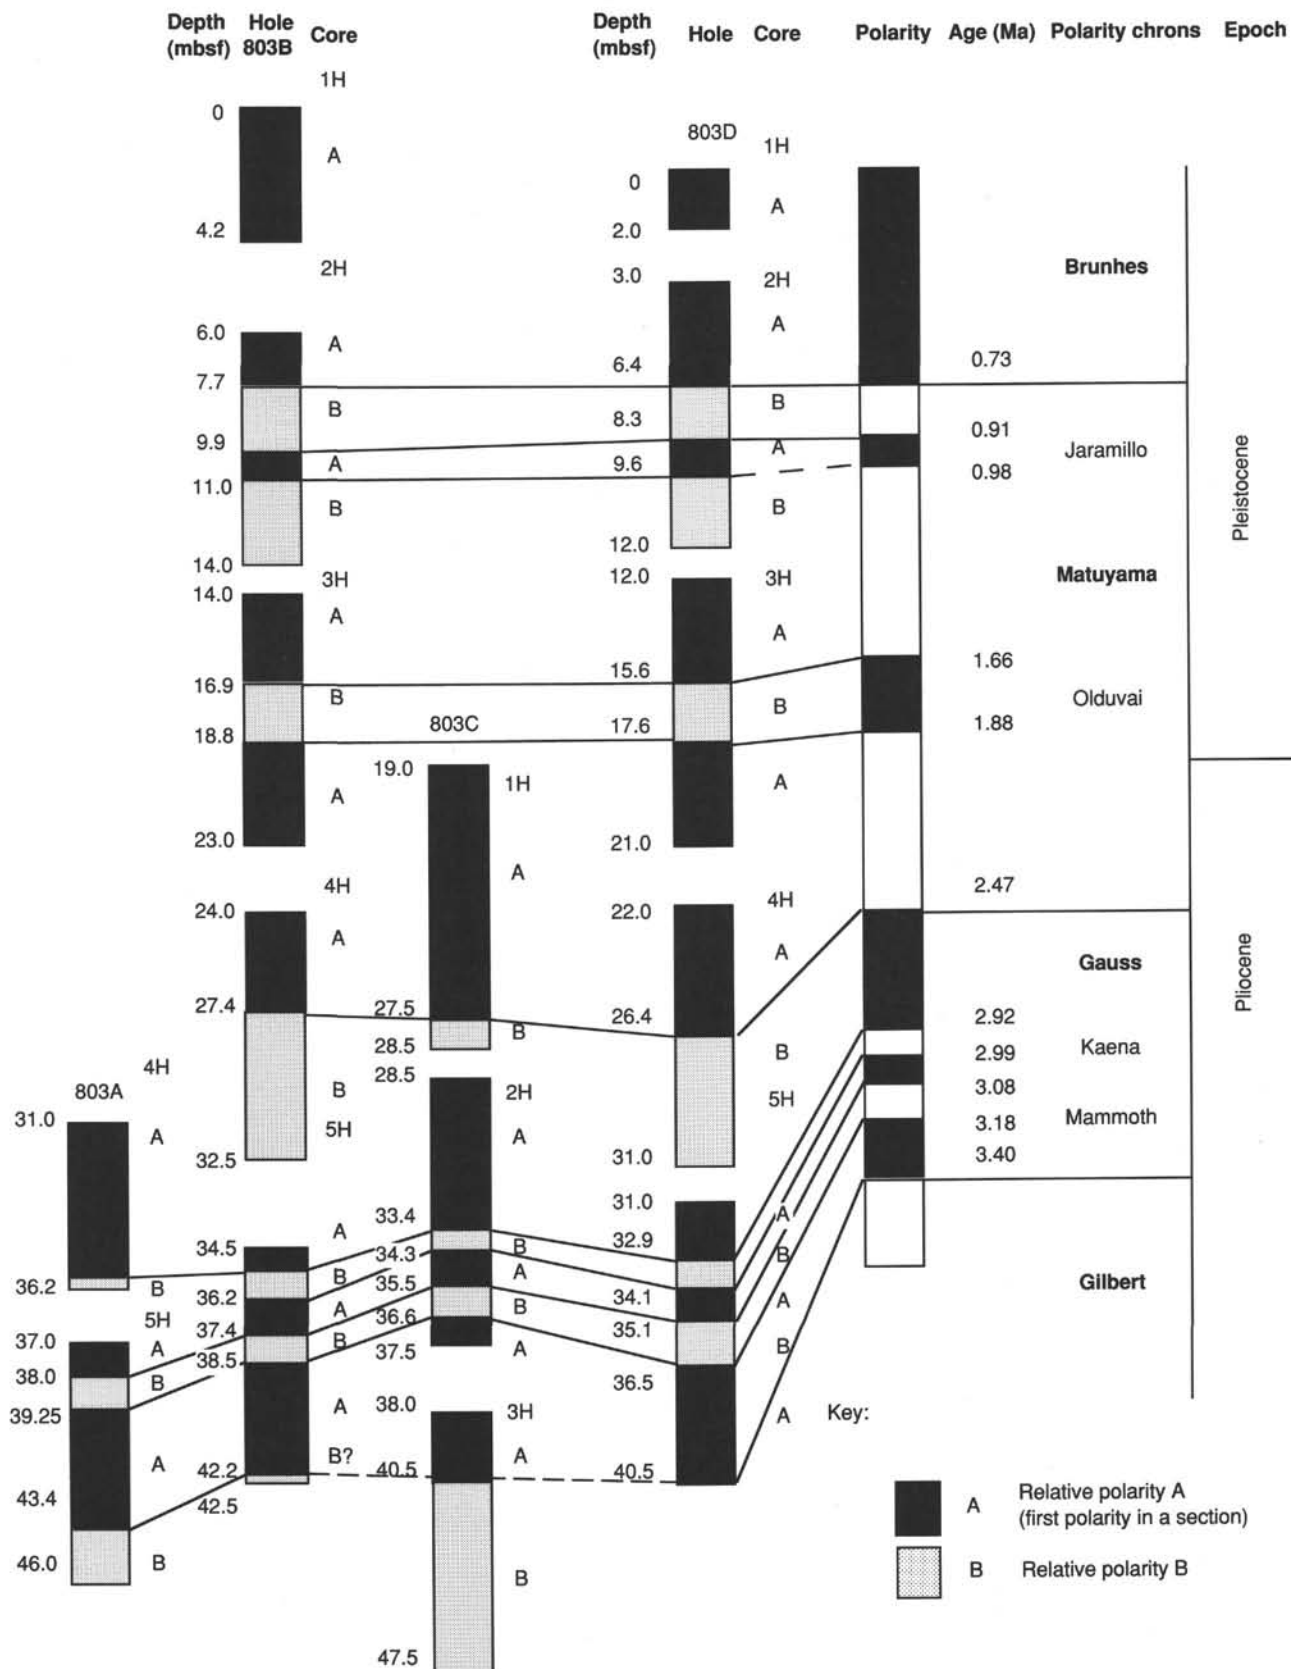 Depth Hole Core Depth Hole Core Polarity Age (Ma) Polarity chrons Epoch
(mbsf) 803B (mbsf)
1H
0
A
4.2
2H
6.0
A
7.7
B
9.9
A
11.0
B
14.0
3H
14.0
A
16.9
B
18.8
A
23.0
4H
24.0
A
27.4
B
5H
32.5
A
34.5
B
36.2
A
37.4
B
38.5
A
B?
42.2
42.5
803A
4H
31.0
A
36.2
B
5H
37.0
A
38.0
B
39.25
A
43.4
46.0
B
803C
19.0
1H
A
27.5
B
28.5
28.5
2H
A
33.4
B
34.3
A
35.5
B
36.6
37.5
A
38.0
3H
A
40.5
B
47.5
803D
1H
0
A
2.0
3.0
2H
A
6.4
B
8.3
A
9.6
B
12.0
12.0
3H
A
15.6
B
17.6
A
21.0
4H
22.0
A
26.4
B
5H
31.0
31.0
A
32.9
B
34.1
A
35.1
B
36.5
A
40.5
0.73
0.91
0.98
1.66
1.88
2.47
2.92
2.99
3.08
3.18
3.40
Brunhes
Jaramillo
Matuyama
Olduvai
Gauss
Kaena
Mammoth
Gilbert
Pleistocene
Pliocene
Key:
A Relative polarity A
(first polarity in a section)
B Relative polarity B